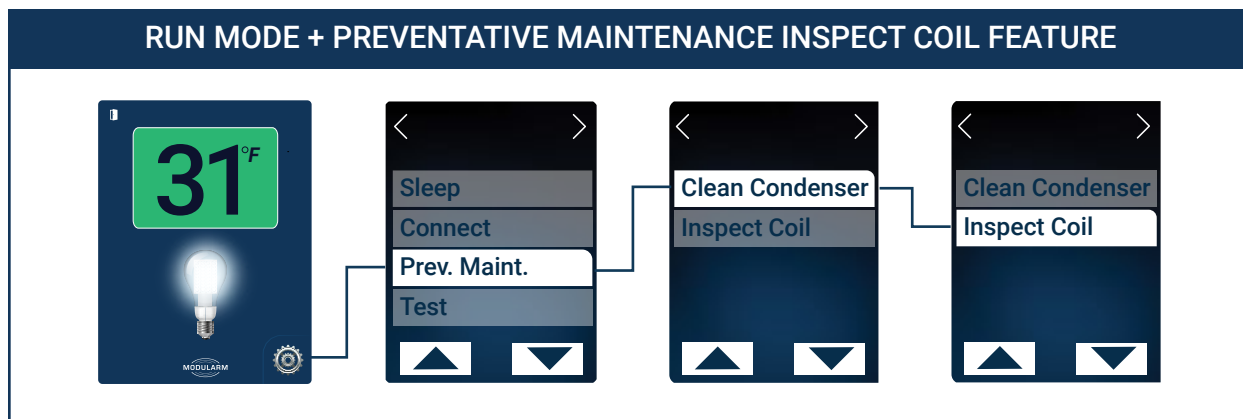 RUN MODE + PREVENTATIVE MAINTENANCE INSPECT COIL FEATURE
31°F
MODULARM
Sleep
Connect
Prev. Maint.
Test
Clean Condenser
Inspect Coil
Clean Condenser
Inspect Coil